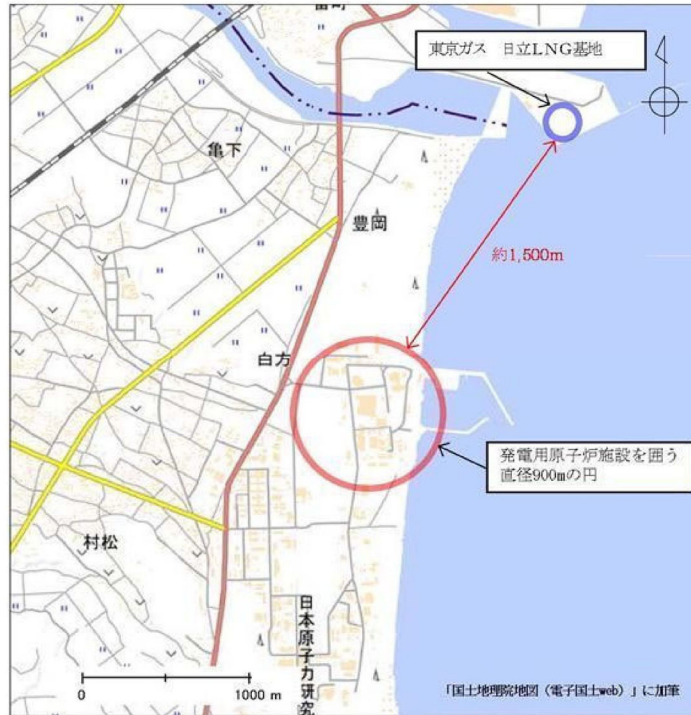 東京ガス　日立LNG基地
亀下
豊岡
約1,500m
白方
発電用原子炉施設を囲う
直径900mの円
村松
日本原子力研究
0
1000 m
「国土地理院地図（電子国土web）」に加筆